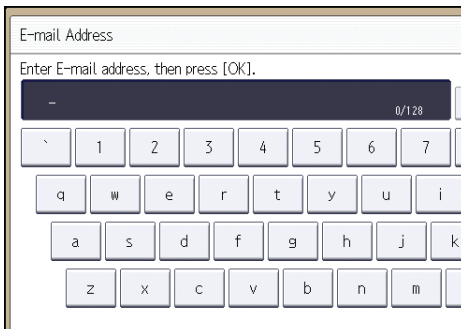 E-mail Address
Enter E-mail address, then press [OK].
_ 0/128
` 1 2 3 4 5 6 7
q w e r t y u i
a s d f g h j k
z x c v b n m